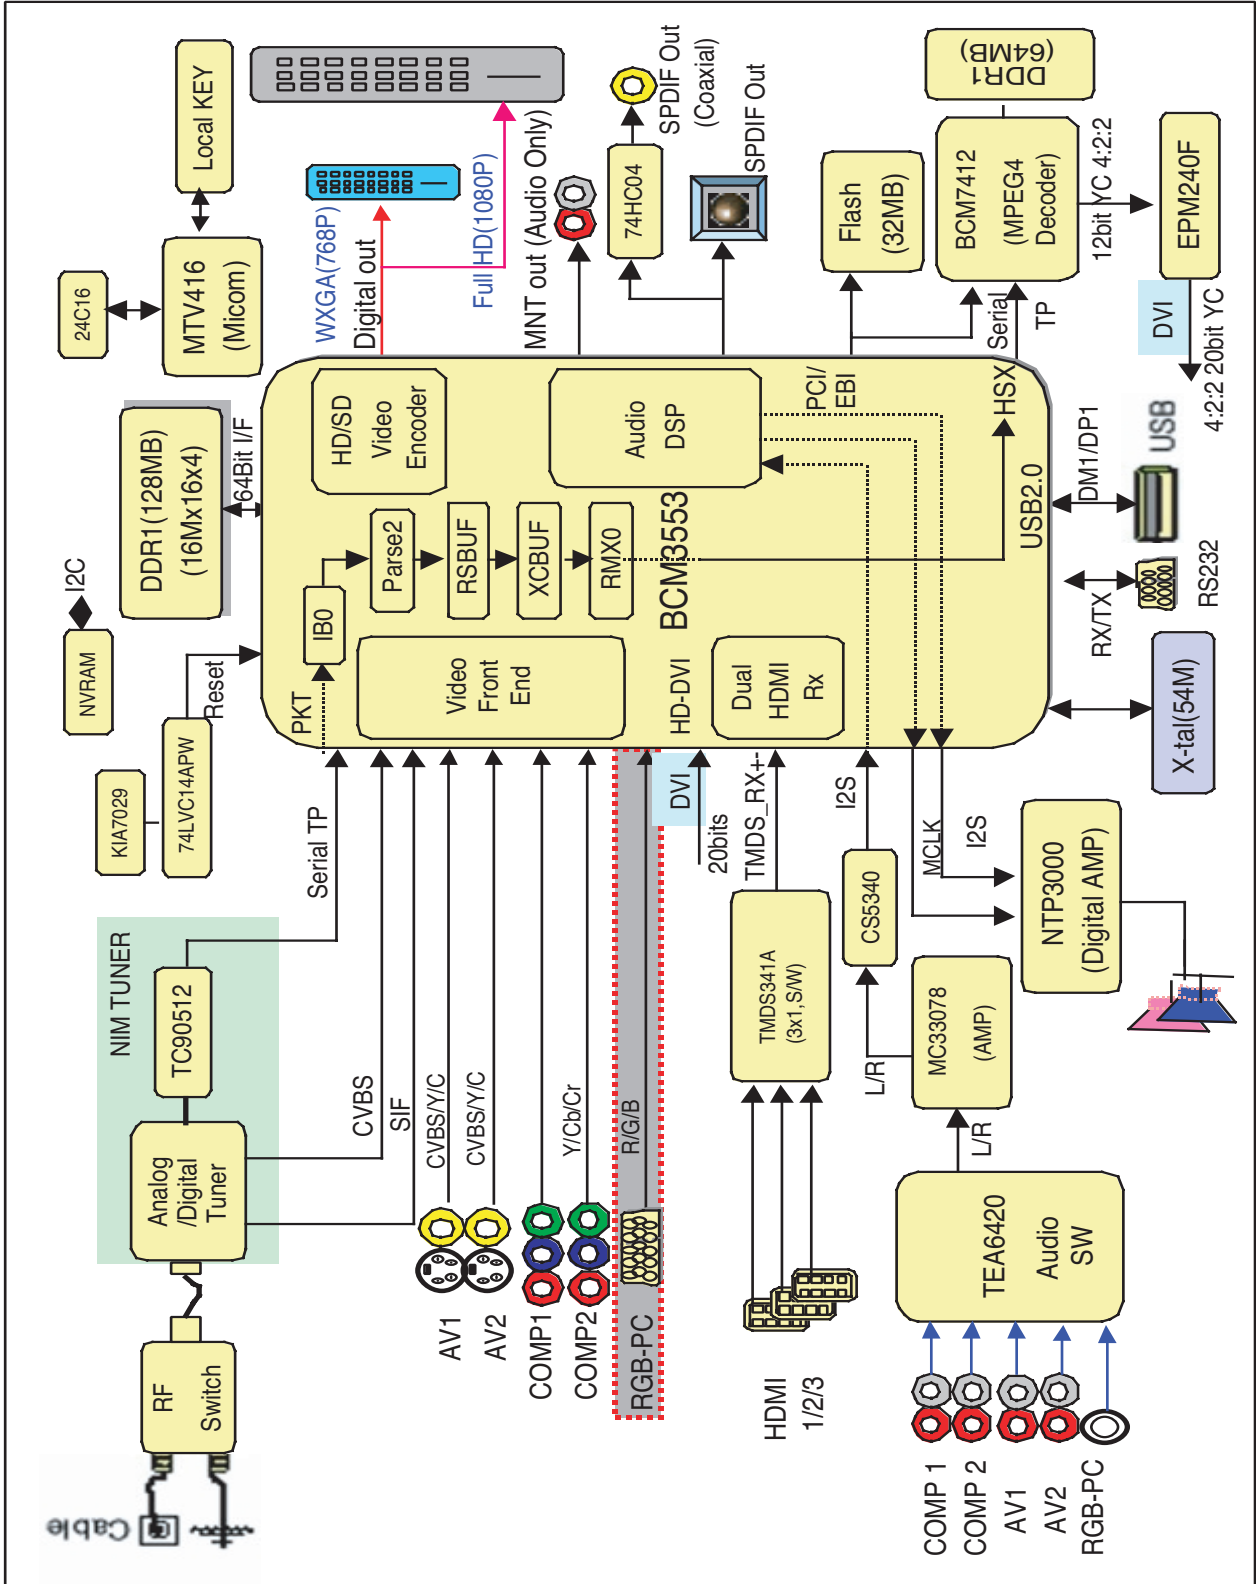 Cable
RF
Switch
NIM TUNER
Analog
/Digital
Tuner
TC90512
KIA7029
74LVC14APW
Reset
NVRAM
I2C
DDR1(128MB)
(16Mx16x4)
64Bit I/F
24C16
MTV416
(Micom)
Local KEY
Serial TP
CVBS
SIF
AV1
CVBS/Y/C
AV2
CVBS/Y/C
COMP1
COMP2
Y/Cb/Cr
RGB-PC
R/G/B
DVI
20bits
HD-DVI
HDMI
1/2/3
TMDS341A
(3x1, S/W)
TMDS_RX+-
PKT
IB0
Parse2
RSBUF
XCBUF
RMX0
Video
Front
End
HD/SD
Video
Encoder
Audio
DSP
BCM3553
Dual
HDMI
Rx
PCI/
EBI
HSX
USB2.0
WXGA(768P)
Digital out
Full HD(1080P)
MNT out (Audio Only)
74HC04
SPDIF Out
(Coaxial)
SPDIF Out
Flash
(32MB)
BCM7412
(MPEG4
Decoder)
DDR1
(64MB)
Serial
TP
12bit YC 4:2:2
EPM240F
DVI
4:2:2 20bit YC
COMP 1
COMP 2
AV1
AV2
RGB-PC
TEA6420
Audio
SW
L/R
MC33078
(AMP)
L/R
CS5340
I2S
MCLK
I2S
NTP3000
(Digital AMP)
X-tal(54M)
RX/TX
RS232
DM1/DP1
USB